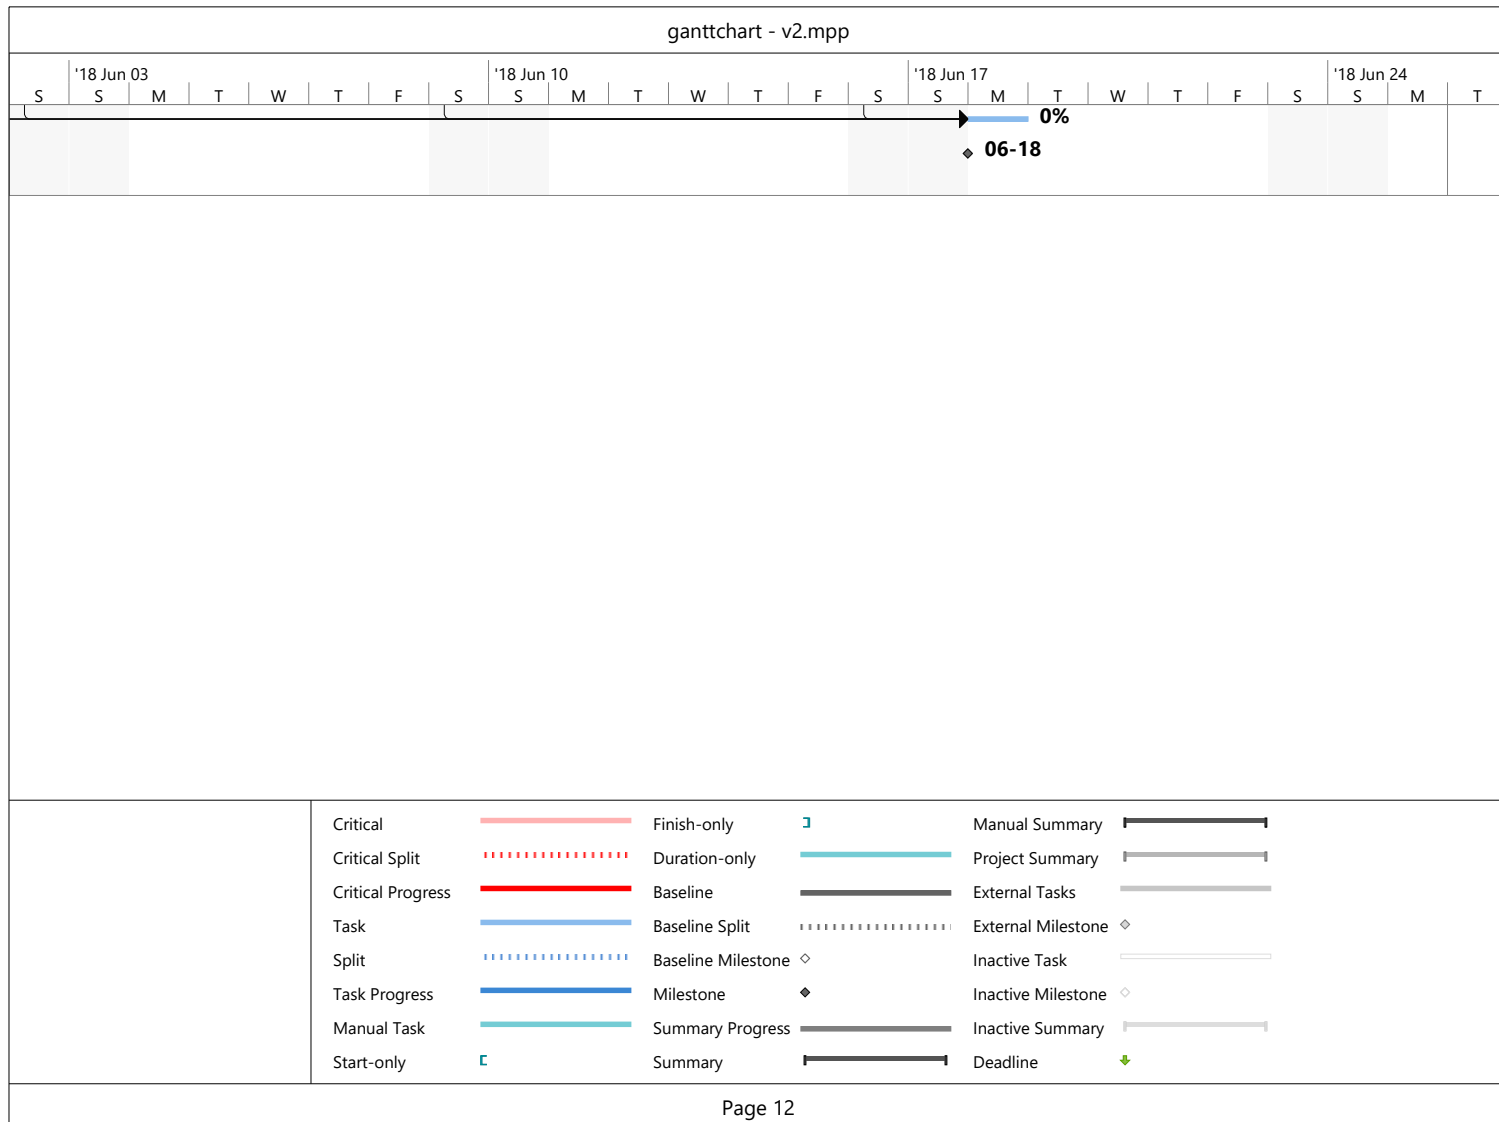 ganttchart - v2.mpp
'18 Jun 03 '18 Jun 10 '18 Jun 17 '18 Jun 24
S S M T W T F S S M T W T F S S M T W T F S S M T
0%
06-18
Critical Finish-only Manual Summary
Critical Split Duration-only Project Summary
Critical Progress Baseline External Tasks
Task Baseline Split External Milestone
Split Baseline Milestone Inactive Task
Task Progress Milestone Inactive Milestone
Manual Task Summary Progress Inactive Summary
Start-only Summary Deadline
Page 12